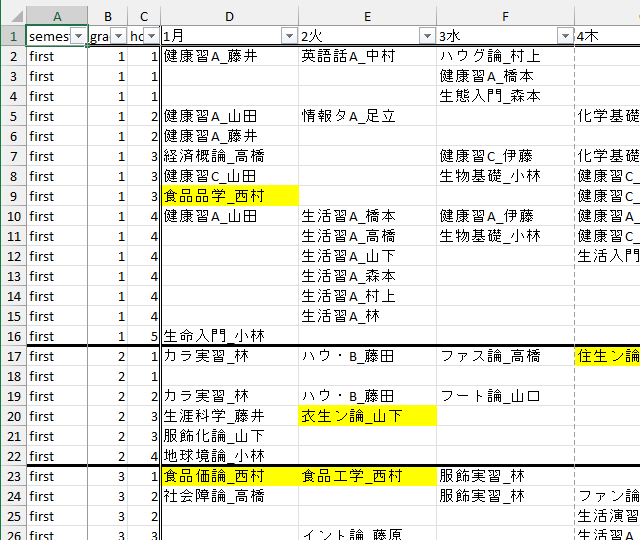 A B C D E F
1 semes grad ho 1月 2火 3水 4木
2 first 1 1 健康習A_藤井 英語話A_中村 ハウグ論_村上
3 first 1 1 健康習A_橋本
4 first 1 1 生態入門_森本
5 first 1 2 健康習A_山田 情報タA_足立 化学基礎
6 first 1 2 健康習A_藤井
7 first 1 3 経済概論_高橋 健康習C_伊藤 化学基礎
8 first 1 3 健康習C_山田 生物基礎_小林 健康習C_
9 first 1 3 食品品学_西村 健康習C_
10 first 1 4 健康習A_山田 生活習A_橋本 健康習A_伊藤 健康習A_
11 first 1 4 生活習A_高橋 生物基礎_小林 健康習C_
12 first 1 4 生活習A_山下 生活入門
13 first 1 4 生活習A_森本
14 first 1 4 生活習A_村上
15 first 1 4 生活習A_林
16 first 1 5 生命入門_小林
17 first 2 1 カラ実習_林 ハウ・B_藤田 ファス論_高橋 住生ン論
18 first 2 1
19 first 2 2 カラ実習_林 ハウ・B_藤田 フート論_山口
20 first 2 3 生涯科学_藤井 衣生ン論_山下
21 first 2 3 服飾化論_山下
22 first 2 4 地球境論_小林
23 first 3 1 食品価論_西村 食品工学_西村 服飾実習_林
24 first 3 2 社会障論_高橋 服飾実習_林 ファン論
25 first 3 2 生活演習
26 first 3 3 イント論_藤原 生活習A